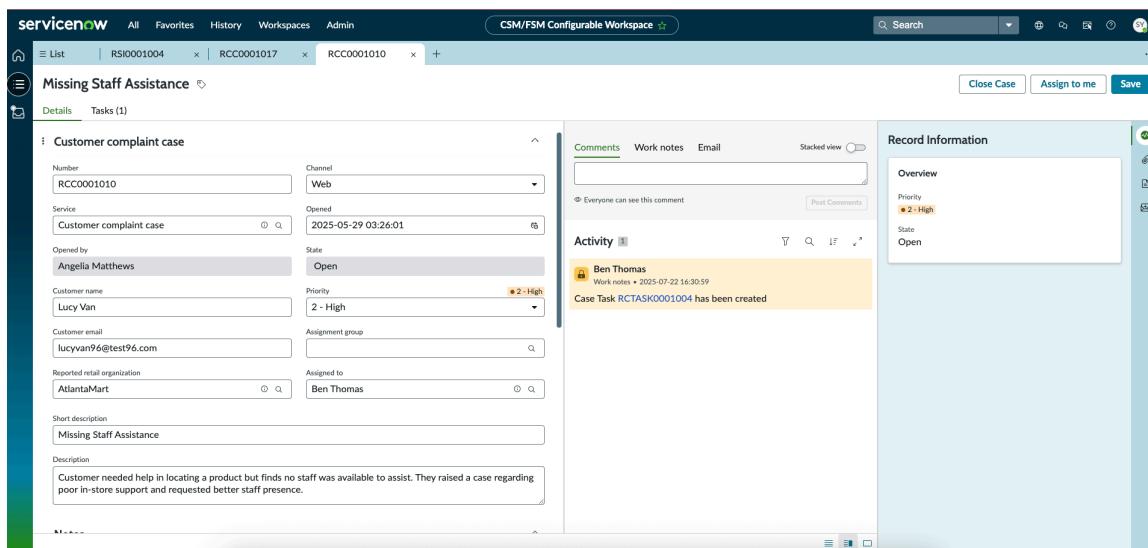 servicenow All Favorites History Workspaces Admin CSM/FSM Configurable Workspace Search SY
List RSI0001004 × RCC0001017 × RCC0001010 × +
Missing Staff Assistance Close Case Assign to me Save
Details Tasks (1)
Customer complaint case
Number
RCC0001010
Channel
Web
Service
Customer complaint case
Opened
2025-05-29 03:26:01
Opened by
Angelia Matthews
State
Open
Customer name
Lucy Van
Priority 2 - High
2 - High
Customer email
lucyvan96@test96.com
Assignment group
Reported retail organization
AtlantaMart
Assigned to
Ben Thomas
Short description
Missing Staff Assistance
Description
Customer needed help in locating a product but finds no staff was available to assist. They raised a case regarding
poor in-store support and requested better staff presence.
Notes
Comments Work notes Email Stacked view
Everyone can see this comment Post Comments
Activity 1
Ben Thomas
Work notes • 2025-07-22 16:30:59
Case Task RCTASK0001004 has been created
Record Information
Overview
Priority
2 - High
State
Open